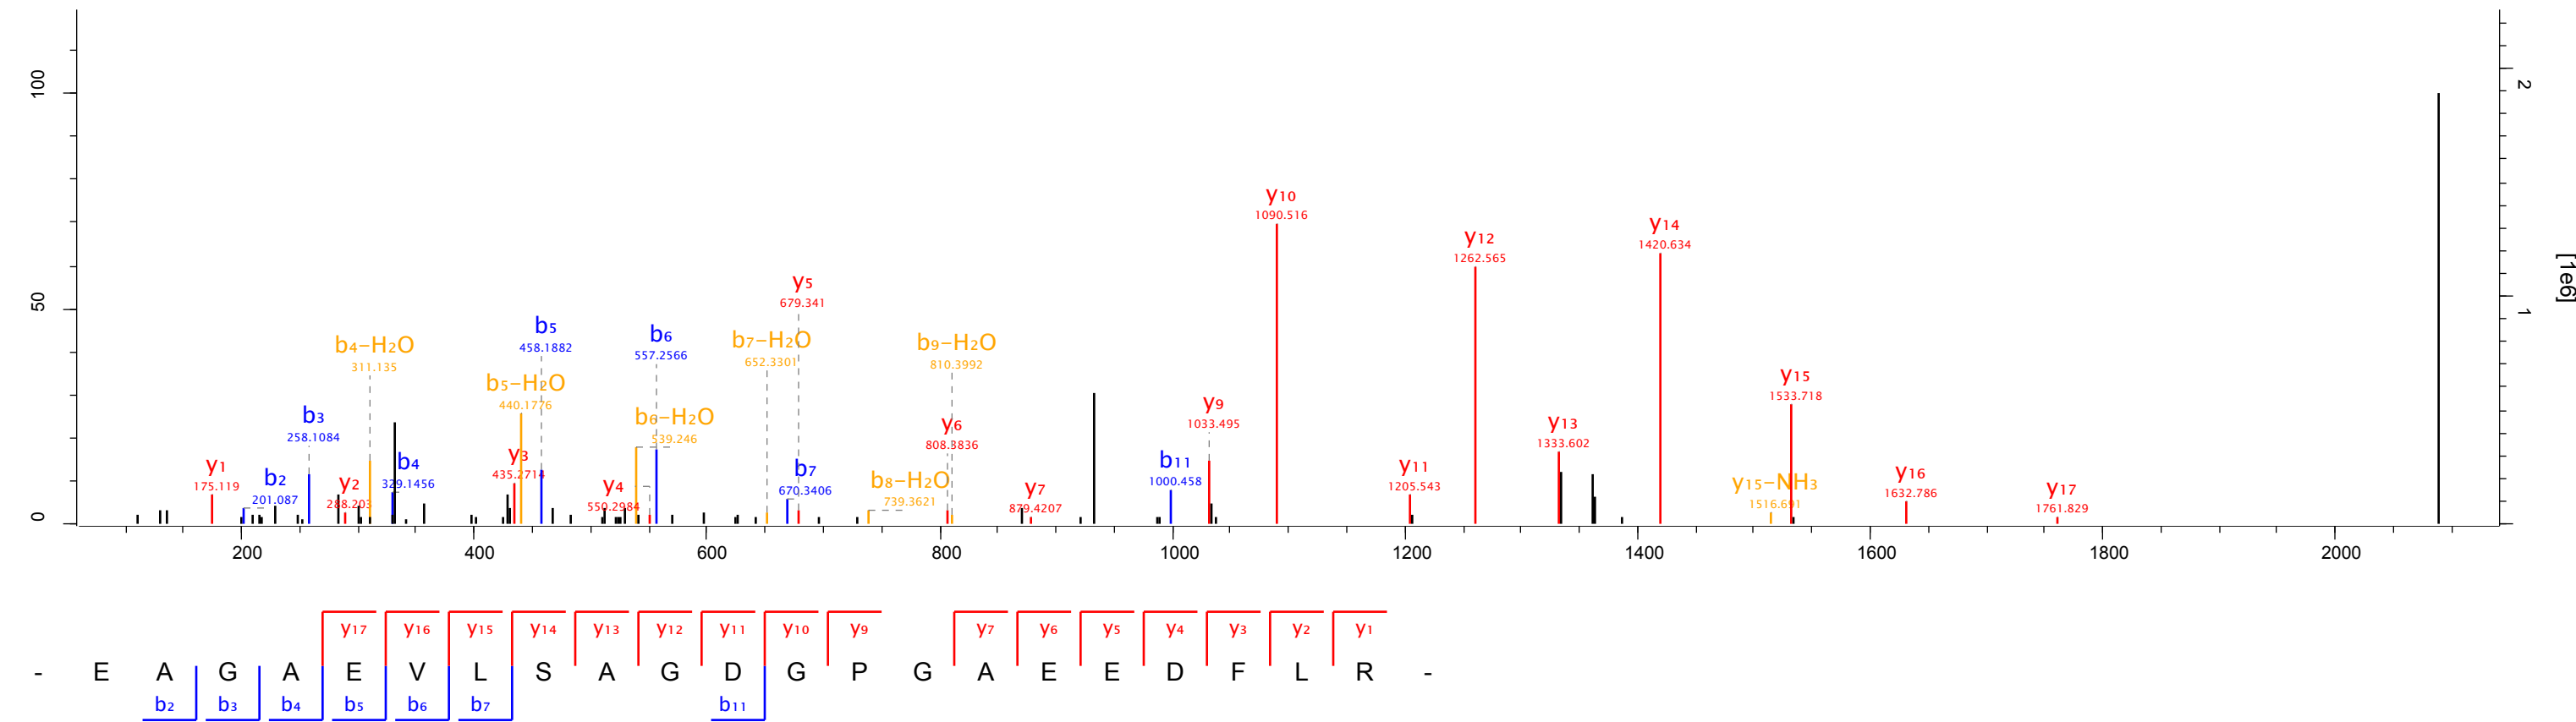 100
50
0
2
1
[1e6]
y10
1090.516
y12
1262.565
y14
1420.634
y5
679.341
b5
458.1882
b6
557.2566
b4-H2O
311.135
b7-H2O
652.3301
b9-H2O
810.3992
b5-H2O
440.1776
y15
1533.718
b3
258.1084
b6-H2O
539.246
y9
1033.495
y6
808.3836
y13
1333.602
y1
175.119
b2
201.087
y2
288.203
b4
329.1456
y3
435.2714
y4
550.2984
b7
670.3406
b8-H2O
739.3621
y7
879.4207
b11
1000.458
y11
1205.543
y15-NH3
1516.691
y16
1632.786
y17
1761.829
200 400 600 800 1000 1200 1400 1600 1800 2000
y17 y16 y15 y14 y13 y12 y11 y10 y9 y7 y6 y5 y4 y3 y2 y1
- E A G A E V L S A G D G P G A E E D F L R -
b2 b3 b4 b5 b6 b7 b11